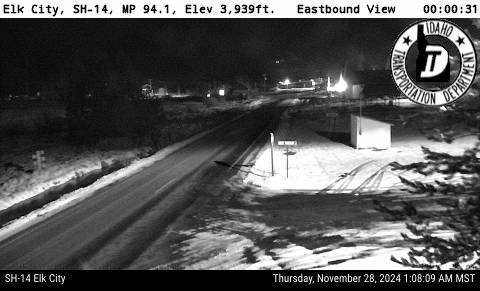 Elk City, SH-14, MP 94.1, Elev 3,939ft. Eastbound View 00:00:31
IDAHO
TRANSPORTATION DEPARTMENT
SH-14 Elk City Thursday, November 28, 2024 1:08:09 AM MST